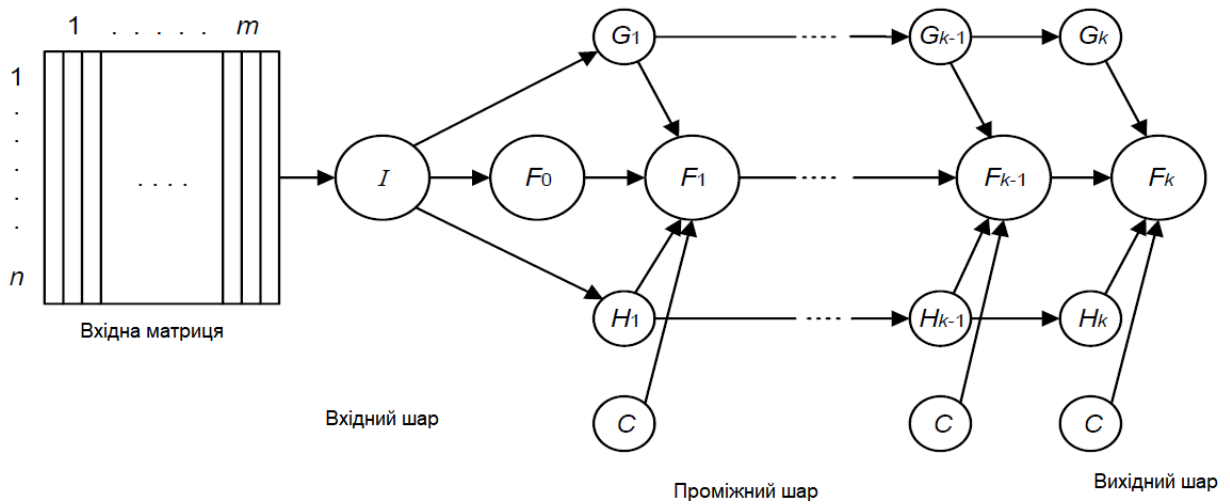 1 . . . . . m
1
.
.
.
.
.
n
. . . .
Вхідна матриця
I
F0
G1
F1
H1
C
....
....
....
Gk-1
Fk-1
Hk-1
C
Gk
Fk
Hk
C
Вхідний шар
Проміжний шар
Вихідний шар